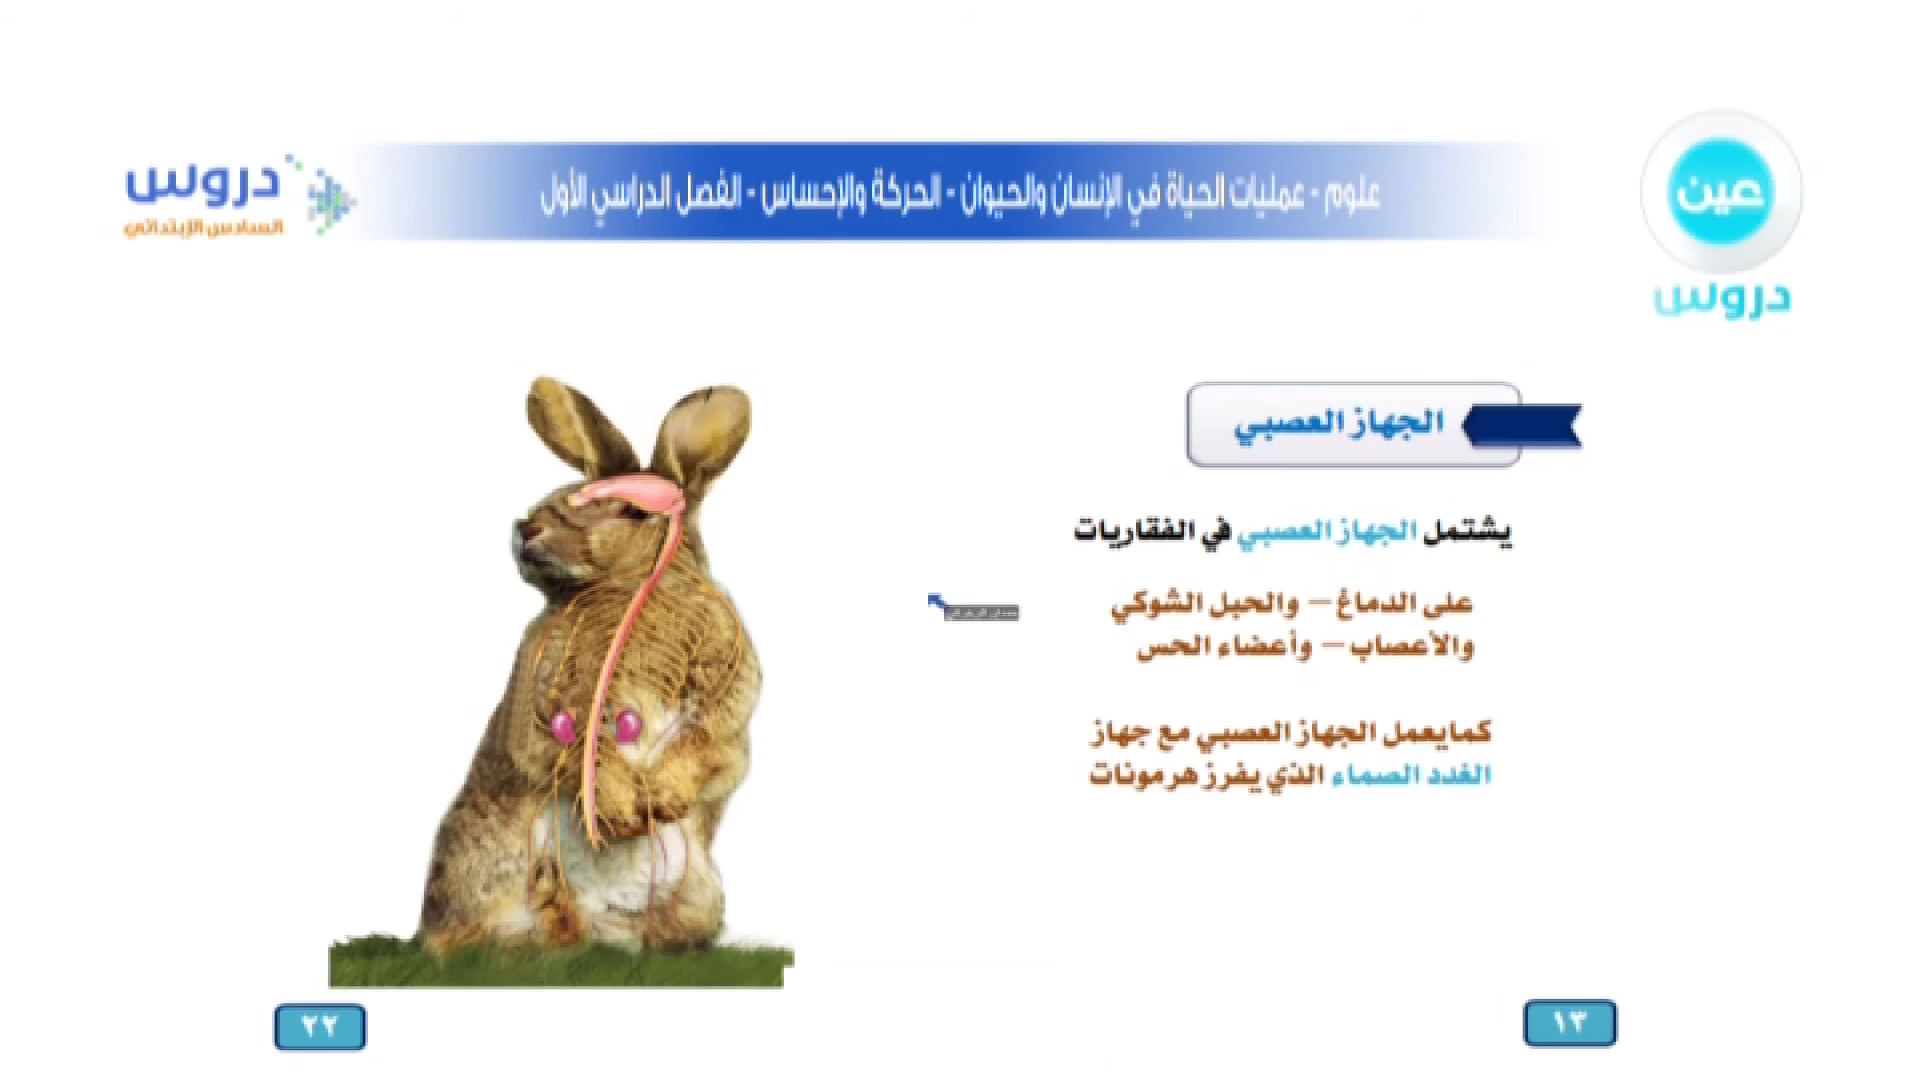 علوم - عمليات الحياة في الإنسان والحيوان - الحركة والإحساس - الفصل الدراسي الأول
عين
دروس
دروس
السادس الإبتدائي
الجهاز العصبي
يشتمل الجهاز العصبي في الفقاريات
على الدماغ – والحبل الشوكي
والأعصاب – وأعضاء الحس
كمايعمل الجهاز العصبي مع جهاز
الغدد الصماء الذي يفرز هرمونات
١٣
٢٢